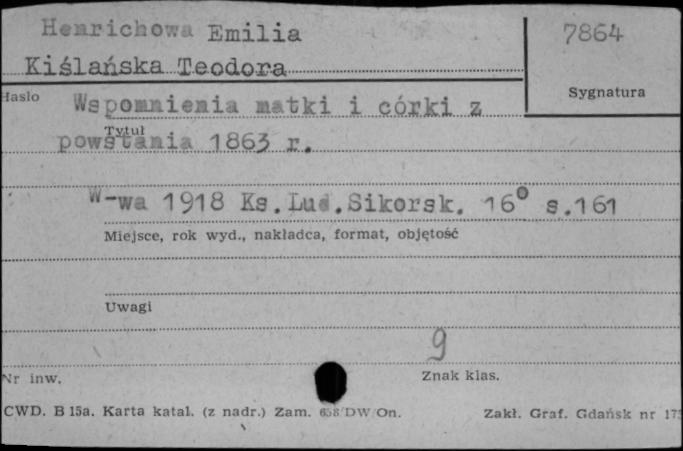 Henrichowa Emilia
7864
Kiślańska Teodora
Sygnatura
Hasło
Wspomnienia matki i córki z
Tytuł
powstania 1863 r.
W-wa 1918 Ks.Lud.Sikorsk. 16° s.161
Miejsce, rok wyd., nakładca, format, objętość
Uwagi
9
Nr inw.
Znak klas.
CWD. B 15a. Karta katal. (z nadr.) Zam. DW/On.
Zakł. Graf. Gdańsk nr